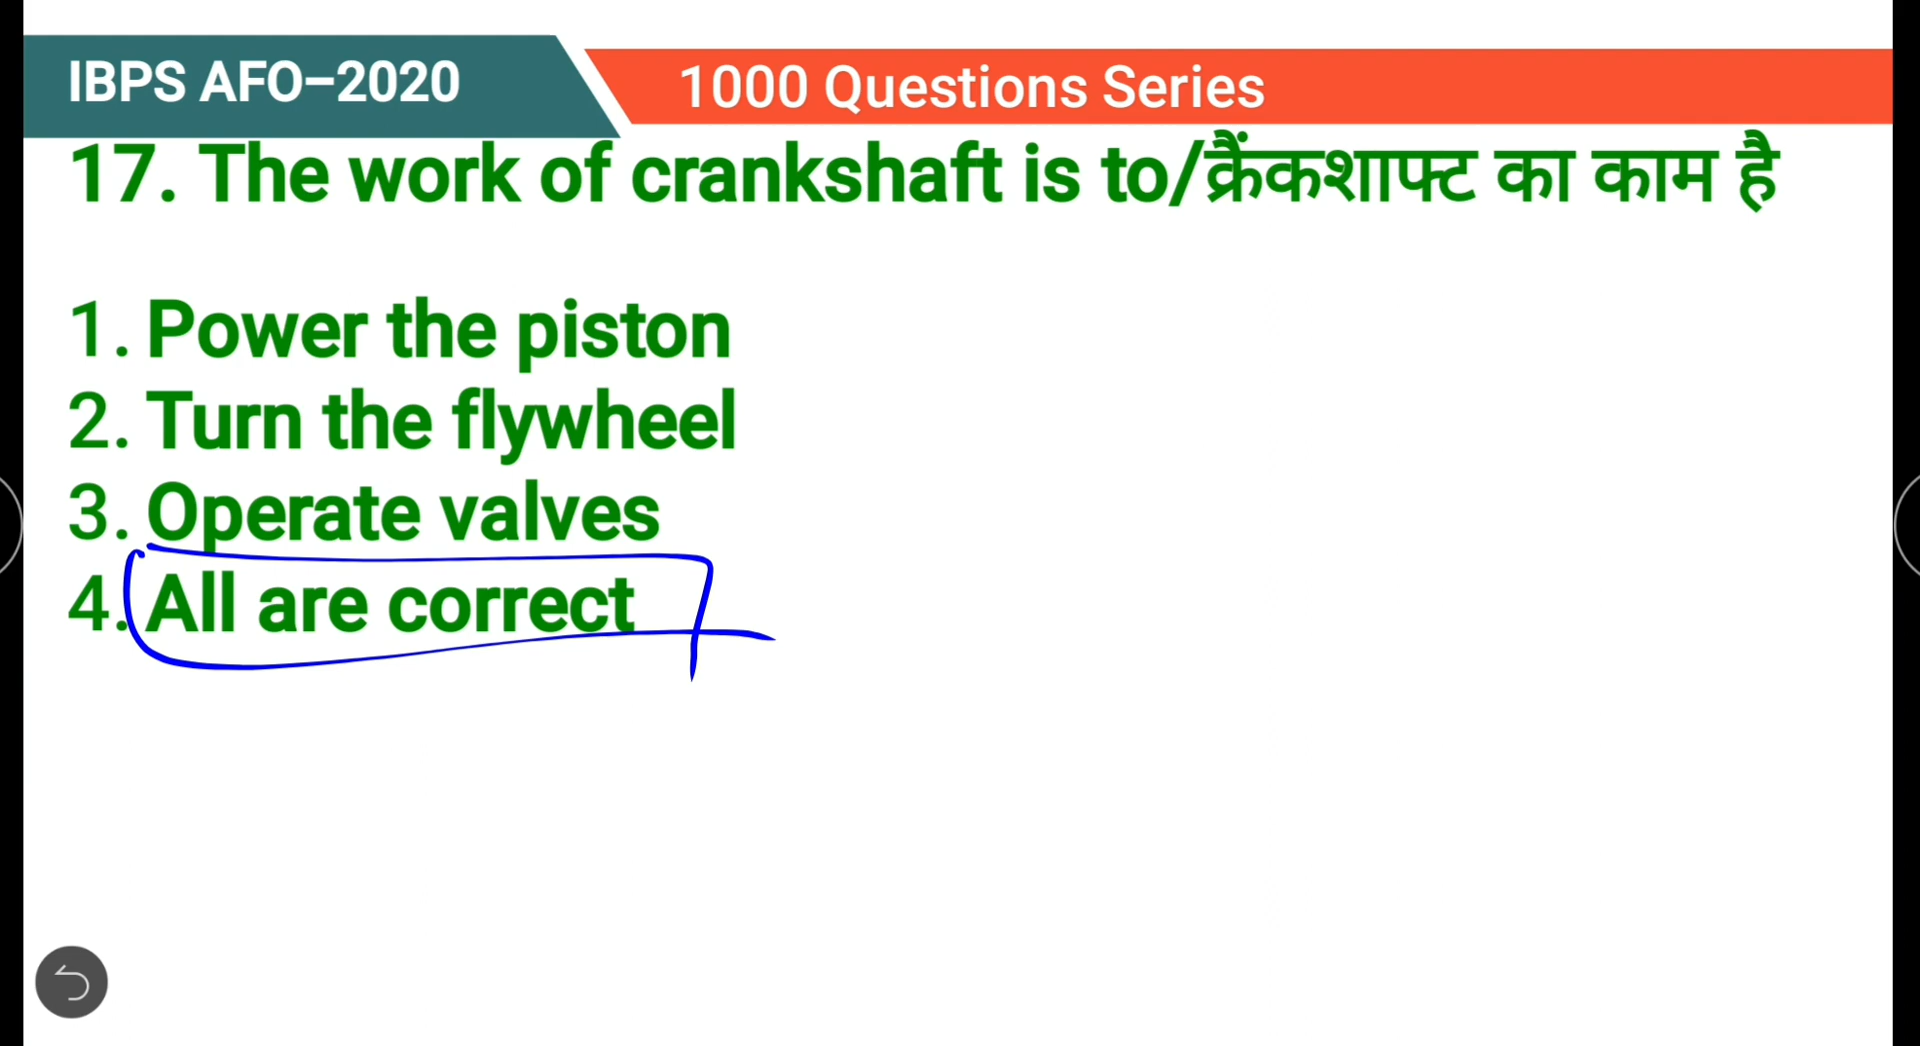 IBPS AFO–2020
1000 Questions Series
17. The work of crankshaft is to/क्रैंकशाफ्ट का काम है
1. Power the piston
2. Turn the flywheel
3. Operate valves
4. All are correct